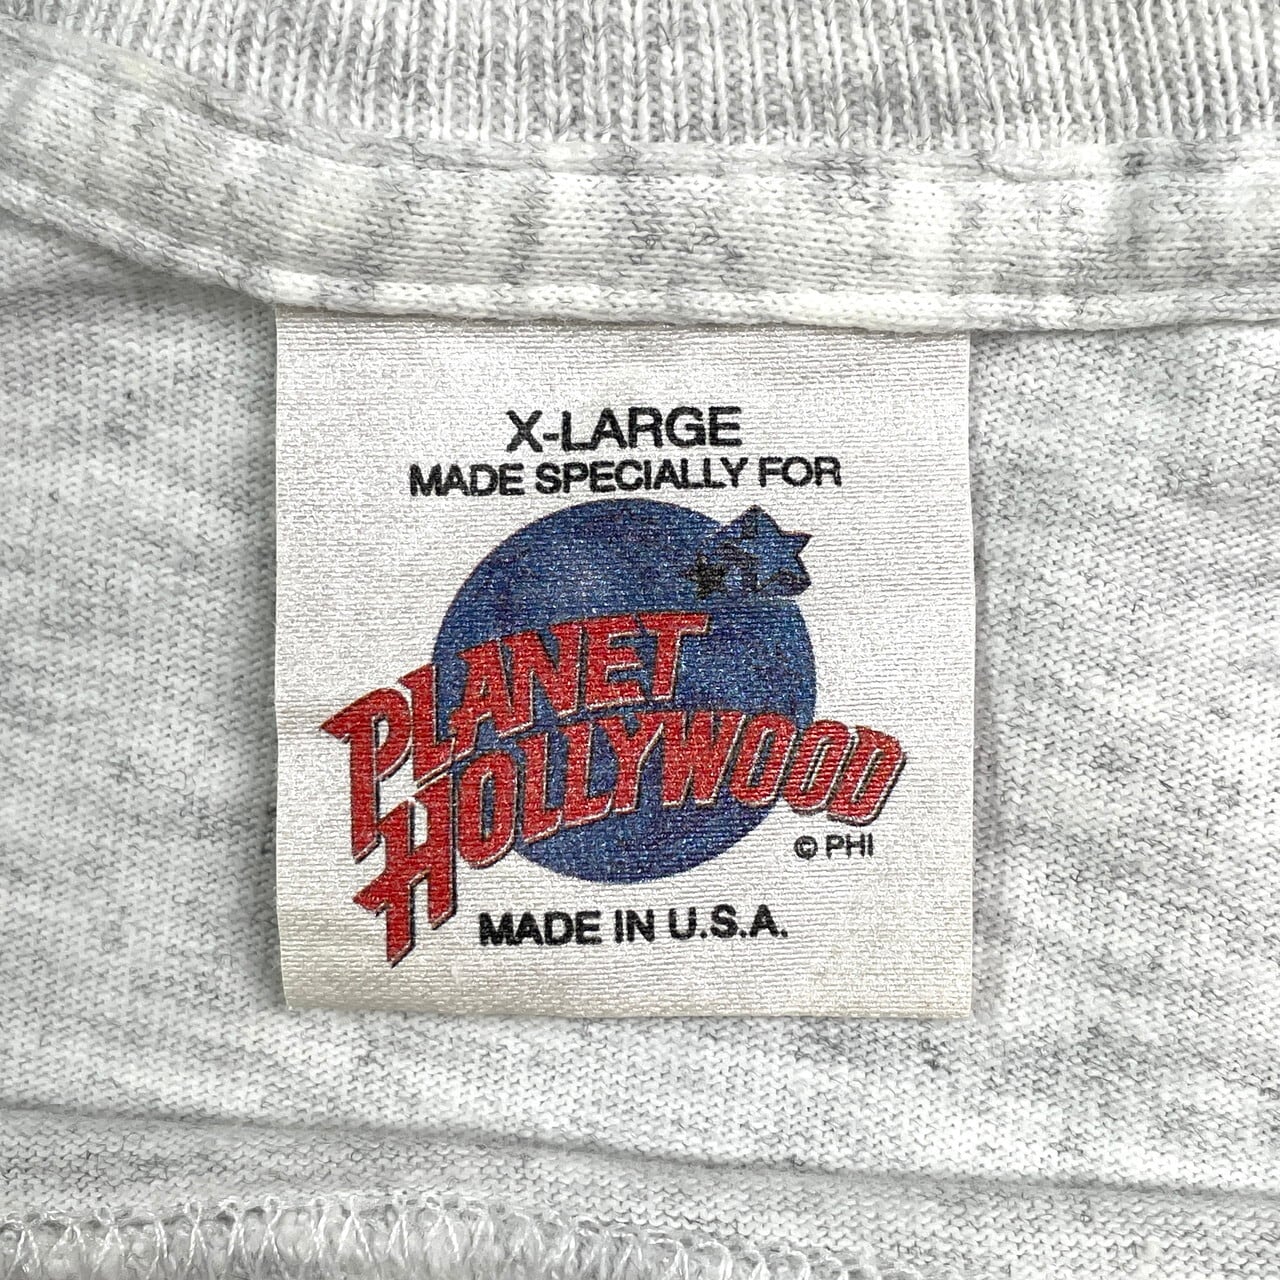 X-LARGE
MADE SPECIALLY FOR
PLANET
HOLLYWOOD
© PHI
MADE IN U.S.A.